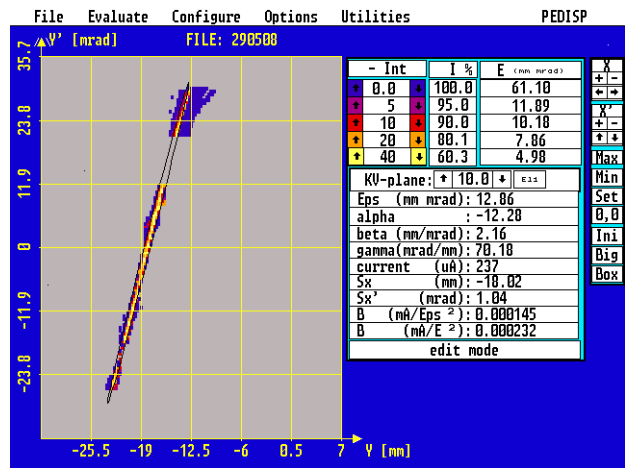 File Evaluate Configure Options Utilities PEDISP
Y' [mrad] FILE: 290508
35.7
23.8
11.9
0
-11.9
-23.8
-25.5 -19 -12.5 -6 0.5 7 Y [mm]
- Int I % E (mm mrad)
0.0 100.0 61.10
5 95.0 11.89
10 90.0 10.18
20 80.1 7.86
40 60.3 4.98
KV-plane: 10.0 Eli
Eps (mm mrad): 12.86
alpha : -12.28
beta (mm/mrad): 2.16
gamma(mrad/mm): 70.18
current (uA): 237
Sx (mm): -18.02
Sx' (mrad): 1.04
B (mA/Eps ²): 0.000145
B (mA/E ²): 0.000232
edit mode
X
+ -
X'
+ -
Max
Min
Set
0,0
Ini
Big
Box